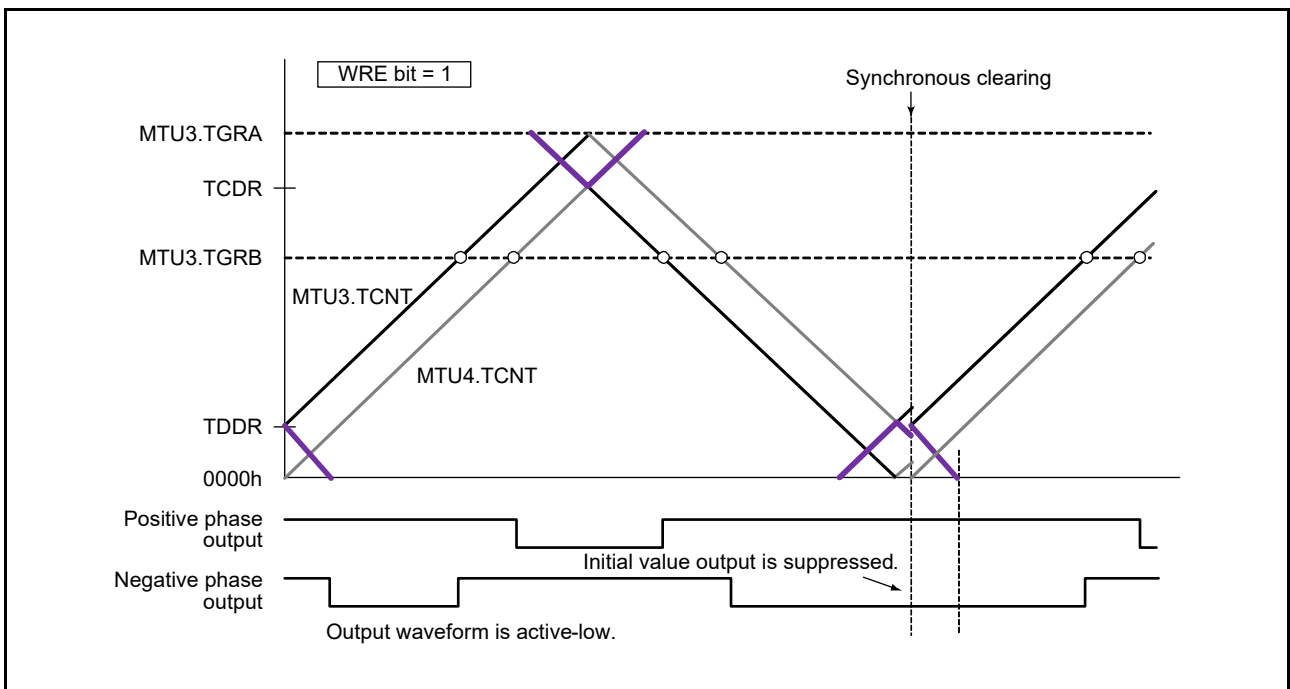 WRE bit = 1
Synchronous clearing
MTU3.TGRA
TCDR
MTU3.TGRB
MTU3.TCNT
MTU4.TCNT
TDDR
0000h
Positive phase
output
Initial value output is suppressed.
Negative phase
output
Output waveform is active-low.